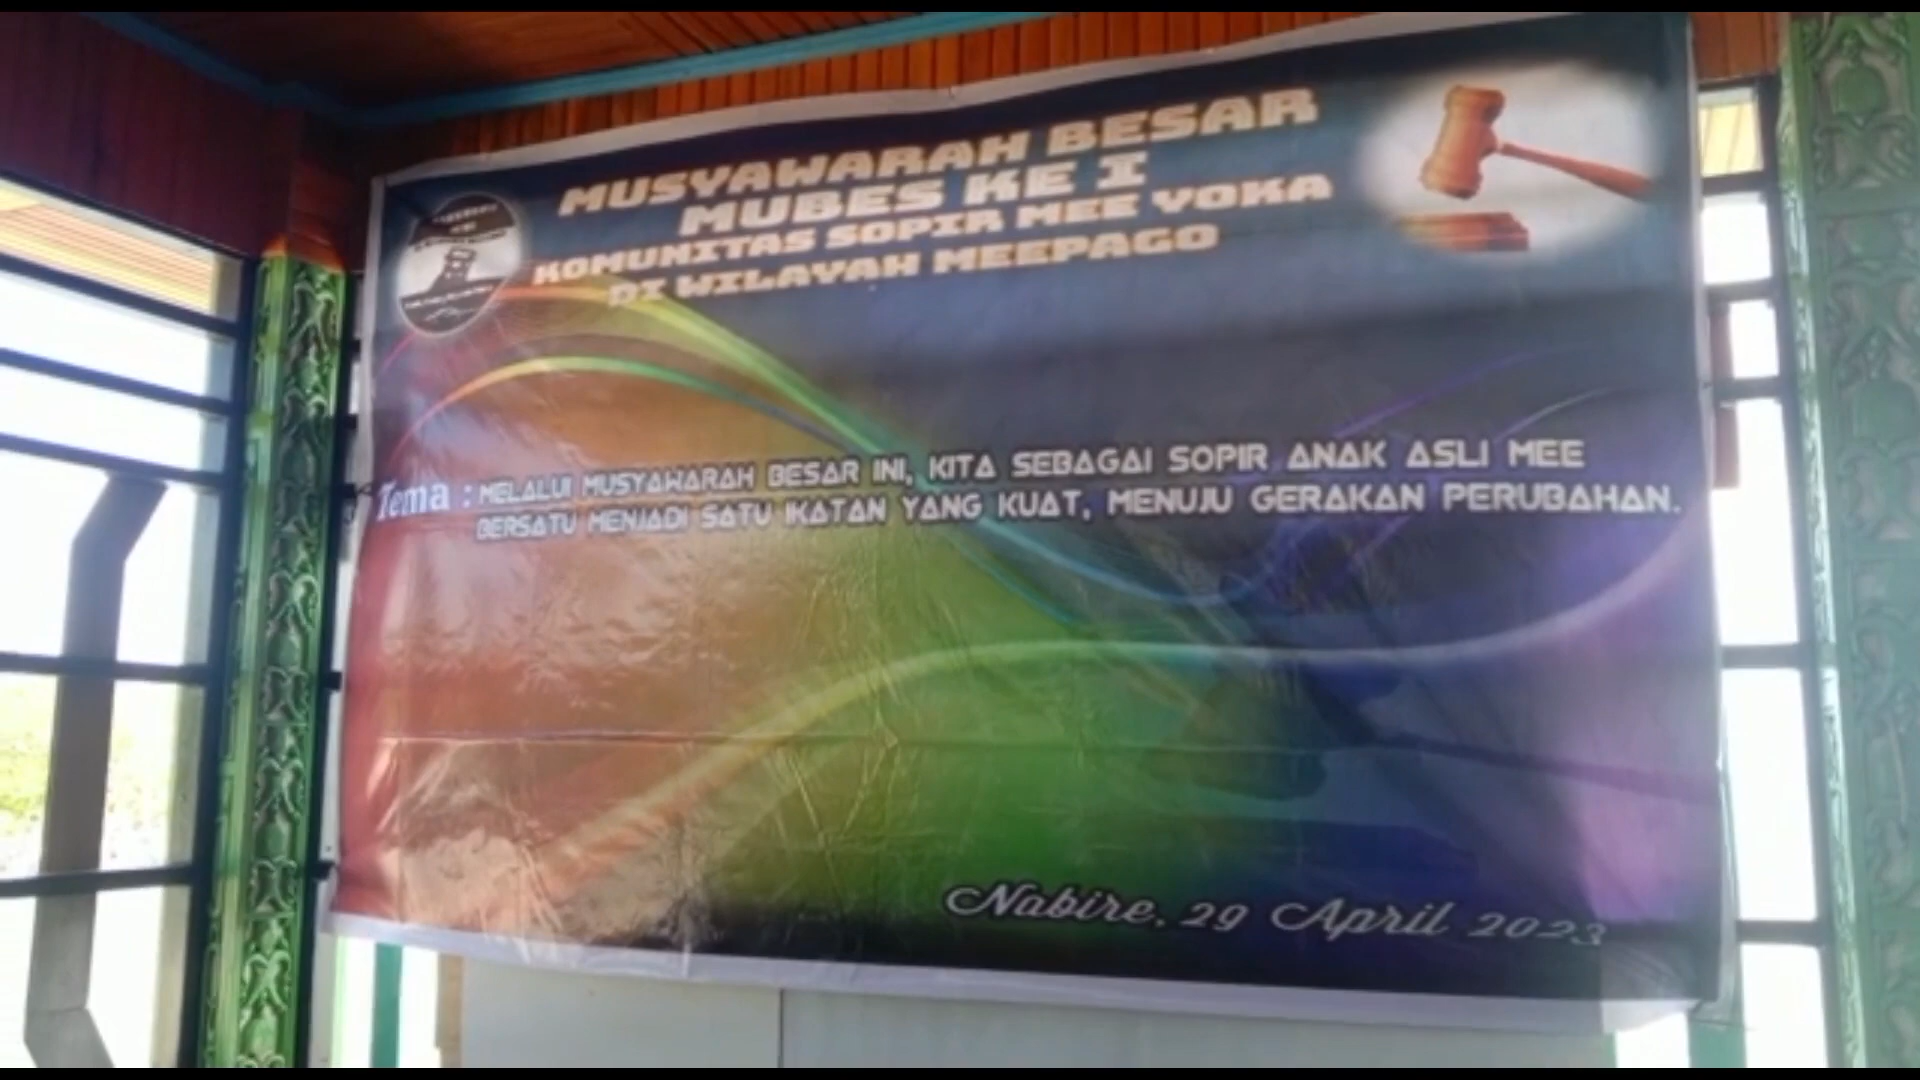 MUSYAWARAH BESAR
MUBES KE I
KOMUNITAS SOPIR MEE YOKA
DI WILAYAH MEEPAGO
Tema : MELALUI MUSYAWARAH BESAR INI, KITA SEBAGAI SOPIR ANAK ASLI MEE
BERSATU MENJADI SATU IKATAN YANG KUAT, MENUJU GERAKAN PERUBAHAN.
Nabire, 29 April 2023